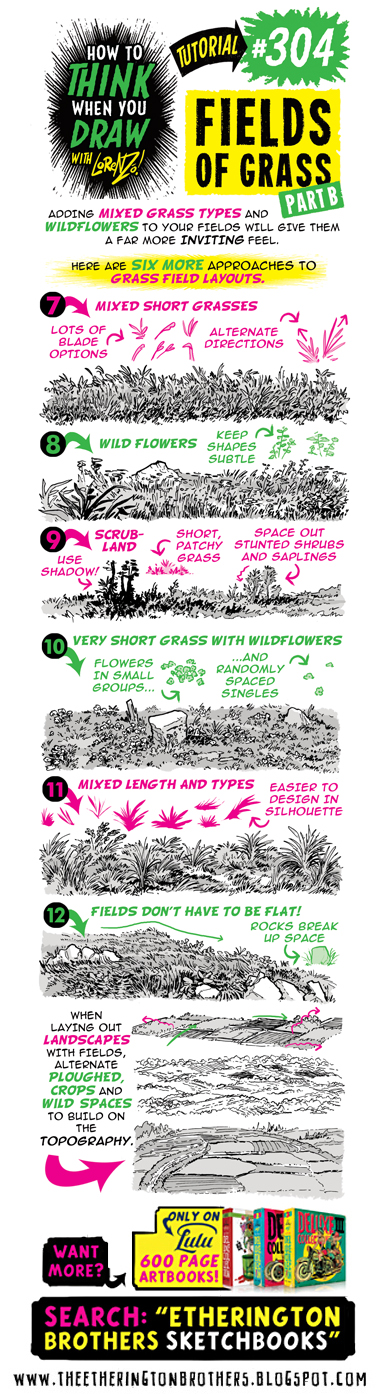 HOW TO
THINK
WHEN YOU
DRAW
WITH LORENZO!
TUTORIAL
#304
FIELDS
OF GRASS
PART B
ADDING MIXED GRASS TYPES AND
WILDFLOWERS TO YOUR FIELDS WILL GIVE THEM
A FAR MORE INVITING FEEL.
HERE ARE SIX MORE APPROACHES TO
GRASS FIELD LAYOUTS.
7 MIXED SHORT GRASSES
LOTS OF
BLADE
OPTIONS
ALTERNATE
DIRECTIONS
8 WILD FLOWERS
KEEP
SHAPES
SUBTLE
9 SCRUB-
LAND
USE
SHADOW!
SHORT,
PATCHY
GRASS
SPACE OUT
STUNTED SHRUBS
AND SAPLINGS
10 VERY SHORT GRASS WITH WILDFLOWERS
FLOWERS
IN SMALL
GROUPS...
...AND
RANDOMLY
SPACED
SINGLES
11 MIXED LENGTH AND TYPES
EASIER TO
DESIGN IN
SILHOUETTE
12 FIELDS DON'T HAVE TO BE FLAT!
ROCKS BREAK
UP SPACE
WHEN
LAYING OUT
LANDSCAPES
WITH FIELDS,
ALTERNATE
PLOUGHED,
CROPS AND
WILD SPACES
TO BUILD ON
THE
TOPOGRAPHY.
WANT
MORE?
ONLY ON
Lulu
600 PAGE
ARTBOOKS!
DELUXE
SEARCH: "ETHERINGTON
BROTHERS SKETCHBOOKS"
WWW.THEETHERINGTONBROTHERS.BLOGSPOT.COM